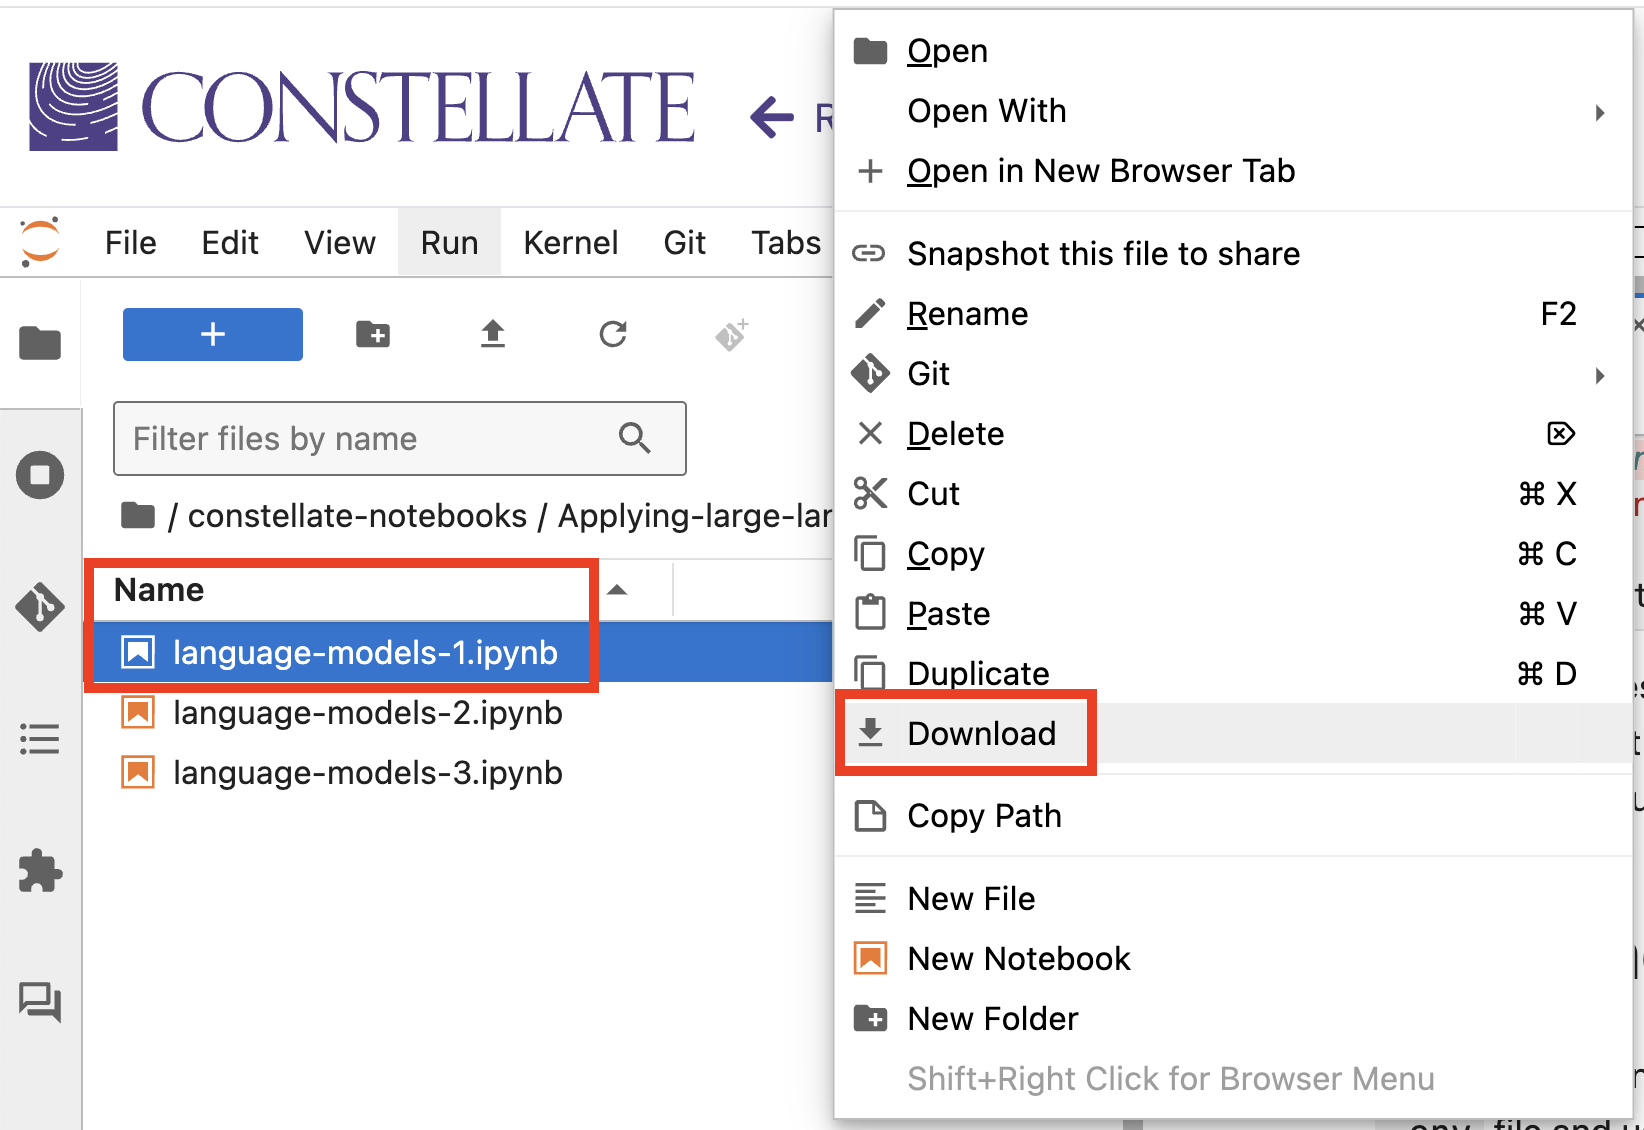 CONSTELLATE
File Edit View Run Kernel Git Tabs
Filter files by name
/ constellate-notebooks / Applying-large-lan
Name
language-models-1.ipynb
language-models-2.ipynb
language-models-3.ipynb
Open
Open With
Open in New Browser Tab
Snapshot this file to share
Rename F2
Git
Delete
Cut ⌘ X
Copy ⌘ C
Paste ⌘ V
Duplicate ⌘ D
Download
Copy Path
New File
New Notebook
New Folder
Shift+Right Click for Browser Menu